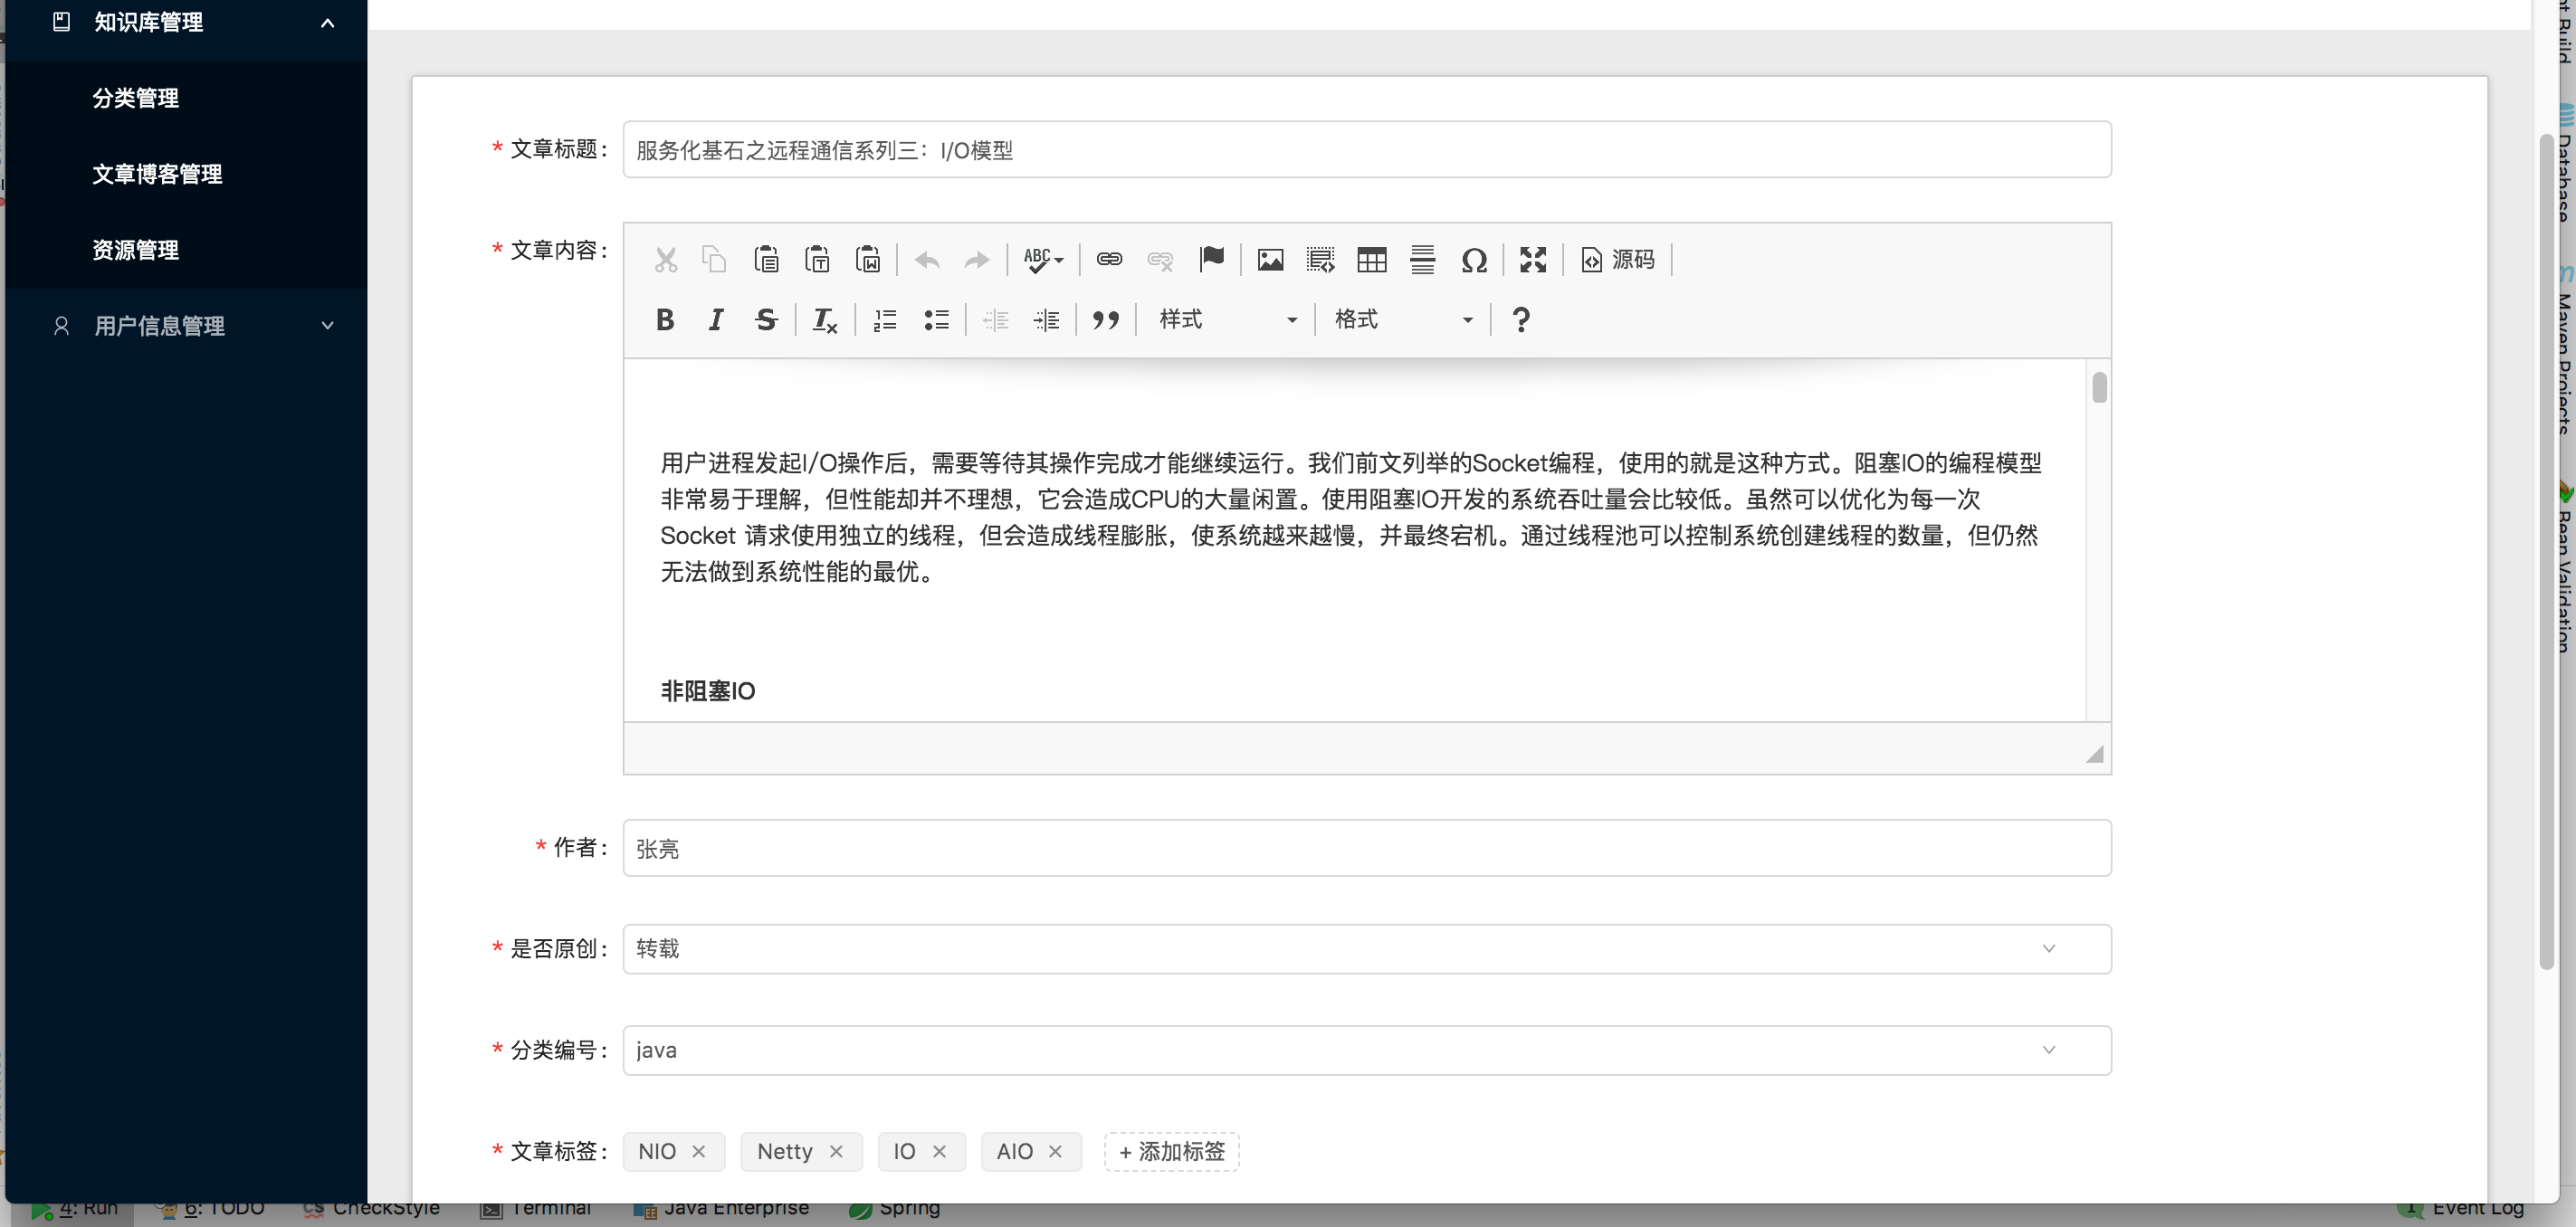 知识库管理
分类管理
文章博客管理
资源管理
用户信息管理
* 文章标题：
服务化基石之远程通信系列三：I/O模型
* 文章内容：
ABC
源码
B I S Tx
样式
格式
?
用户进程发起I/O操作后，需要等待其操作完成才能继续运行。我们前文列举的Socket编程，使用的就是这种方式。阻塞IO的编程模型
非常易于理解，但性能却并不理想，它会造成CPU的大量闲置。使用阻塞IO开发的系统吞吐量会比较低。虽然可以优化为每一次
Socket 请求使用独立的线程，但会造成线程膨胀，使系统越来越慢，并最终宕机。通过线程池可以控制系统创建线程的数量，但仍然
无法做到系统性能的最优。
非阻塞IO
* 作者：
张亮
* 是否原创：
转载
* 分类编号：
java
* 文章标签：
NIO × Netty × IO × AIO × + 添加标签
4: Run 6: TODO CheckStyle Terminal Java Enterprise Spring Event Log
Database
Maven Projects
Bean Validation